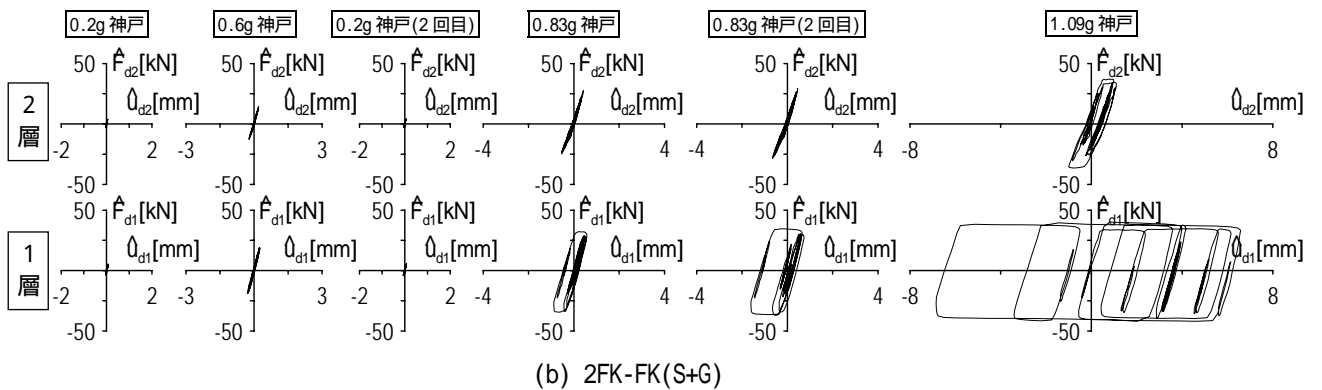 0.2g 神戸 0.6g 神戸 0.2g 神戸(2 回目) 0.83g 神戸 0.83g 神戸(2 回目) 1.09g 神戸
50 F̂d2[kN] 50 F̂d2[kN] 50 F̂d2[kN] 50 F̂d2[kN] 50 F̂d2[kN] 50 F̂d2[kN]
ûd2[mm] ûd2[mm] ûd2[mm] ûd2[mm] ûd2[mm] ûd2[mm]
2
層
-2 2 -3 3 -2 2 -4 4 -4 4 -8 8
-50 -50 -50 -50 -50 -50
50 F̂d1[kN] 50 F̂d1[kN] 50 F̂d1[kN] 50 F̂d1[kN] 50 F̂d1[kN] 50 F̂d1[kN]
ûd1[mm] ûd1[mm] ûd1[mm] ûd1[mm] ûd1[mm] ûd1[mm]
1
層
-2 2 -3 3 -2 2 -4 4 -4 4 -8 8
-50 -50 -50 -50 -50 -50
(b) 2FK-FK(S+G)